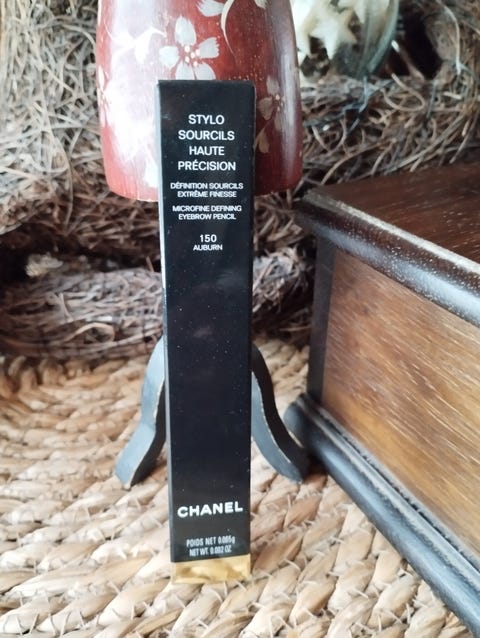 STYLO
SOURCILS
HAUTE
PRÉCISION
DÉFINITION SOURCILS
EXTRÊME FINESSE
MICROFINE DEFINING
EYEBROW PENCIL
150
AUBURN
CHANEL
POIDS NET 0.065g
NET WT. 0.002 OZ